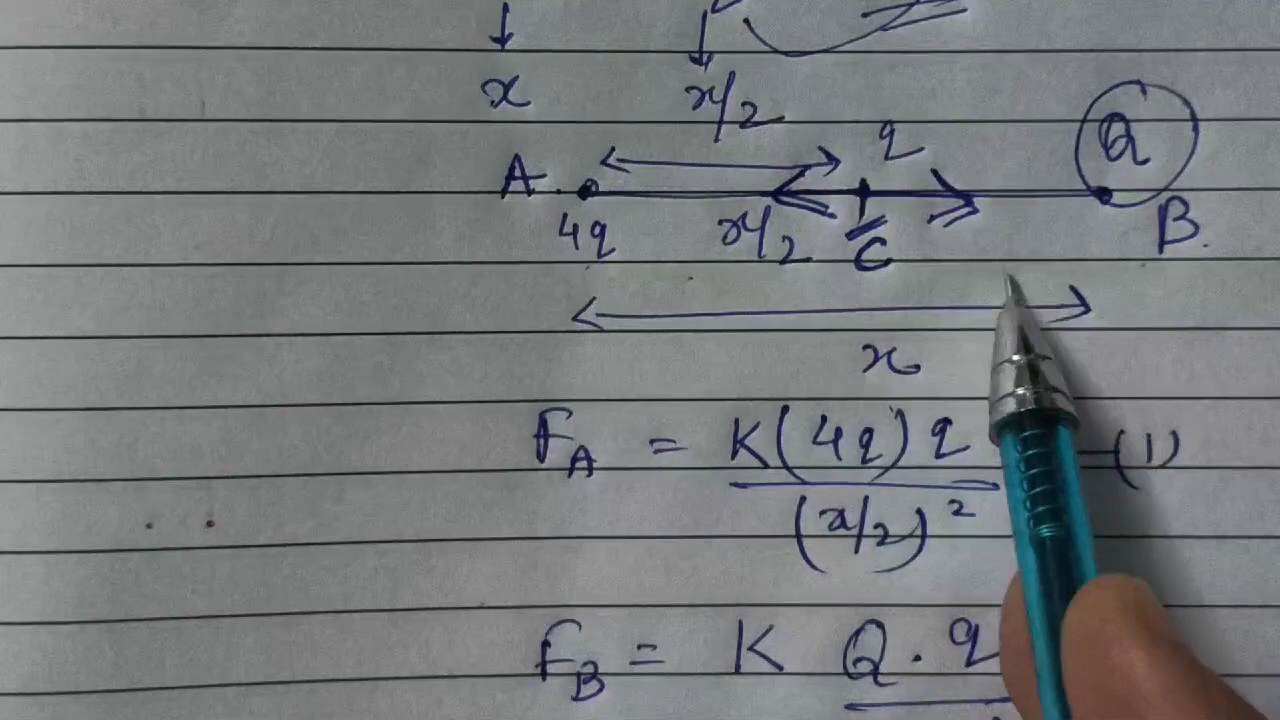 x x/2
q Q
A. 4q x/2 C B.
x
F_A = K(4q)q / (x/2)² —(1)
F_B = K Q.q